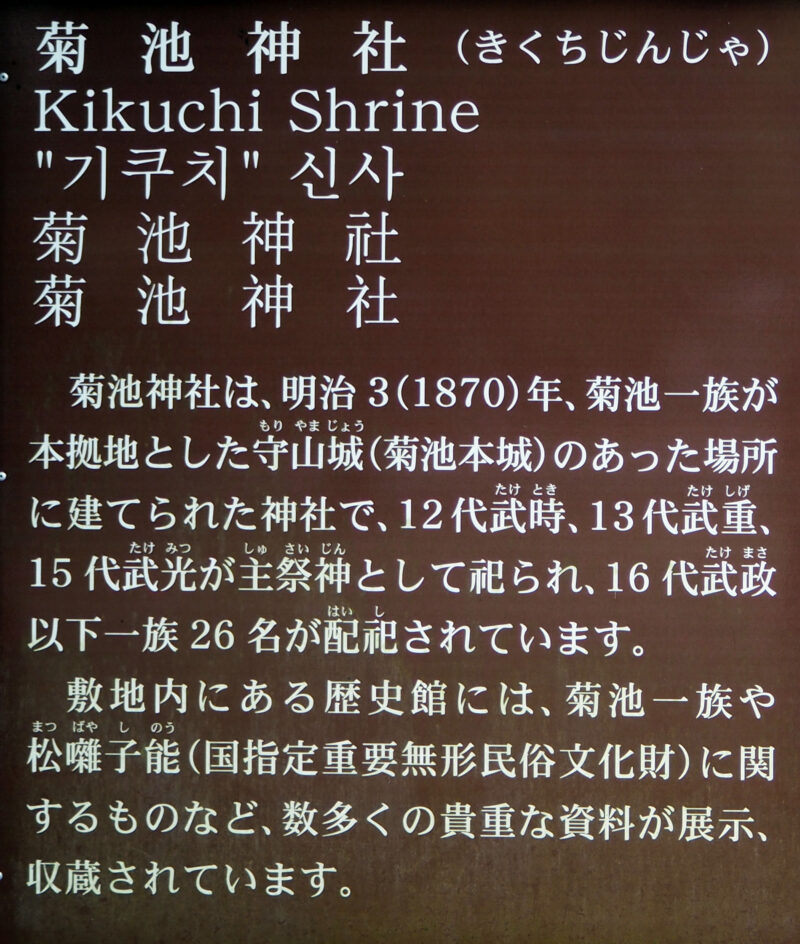 菊池神社（きくちじんじゃ）
Kikuchi Shrine
"기쿠치" 신사
菊池神社
菊池神社
菊池神社は、明治3（1870）年、菊池一族が
もりやまじょう
本拠地とした守山城（菊池本城）のあった場所
たけとき たけしげ
に建てられた神社で、12代武時、13代武重、
たけみつ しゅさいじん たけまさ
15代武光が主祭神として祀られ、16代武政
はいし
以下一族26名が配祀されています。
敷地内にある歴史館には、菊池一族や
まつばやしのう
松囃子能（国指定重要無形民俗文化財）に関
するものなど、数多くの貴重な資料が展示、
収蔵されています。